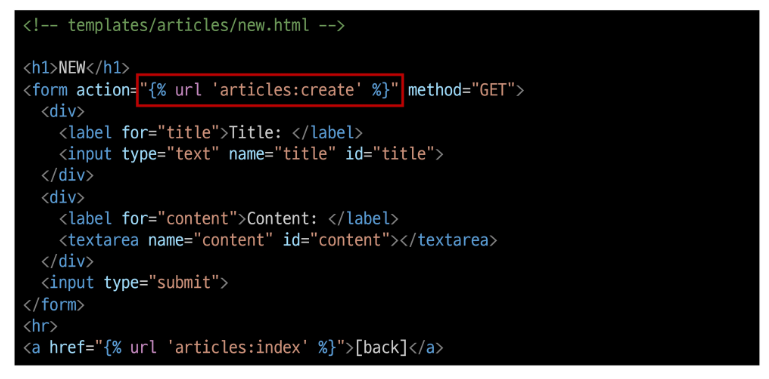 <!-- templates/articles/new.html -->
<h1>NEW</h1>
<form action="{% url 'articles:create' %}" method="GET">
<div>
<label for="title">Title: </label>
<input type="text" name="title" id="title">
</div>
<div>
<label for="content">Content: </label>
<textarea name="content" id="content"></textarea>
</div>
<input type="submit">
</form>
<hr>
<a href="{% url 'articles:index' %}">[back]</a>